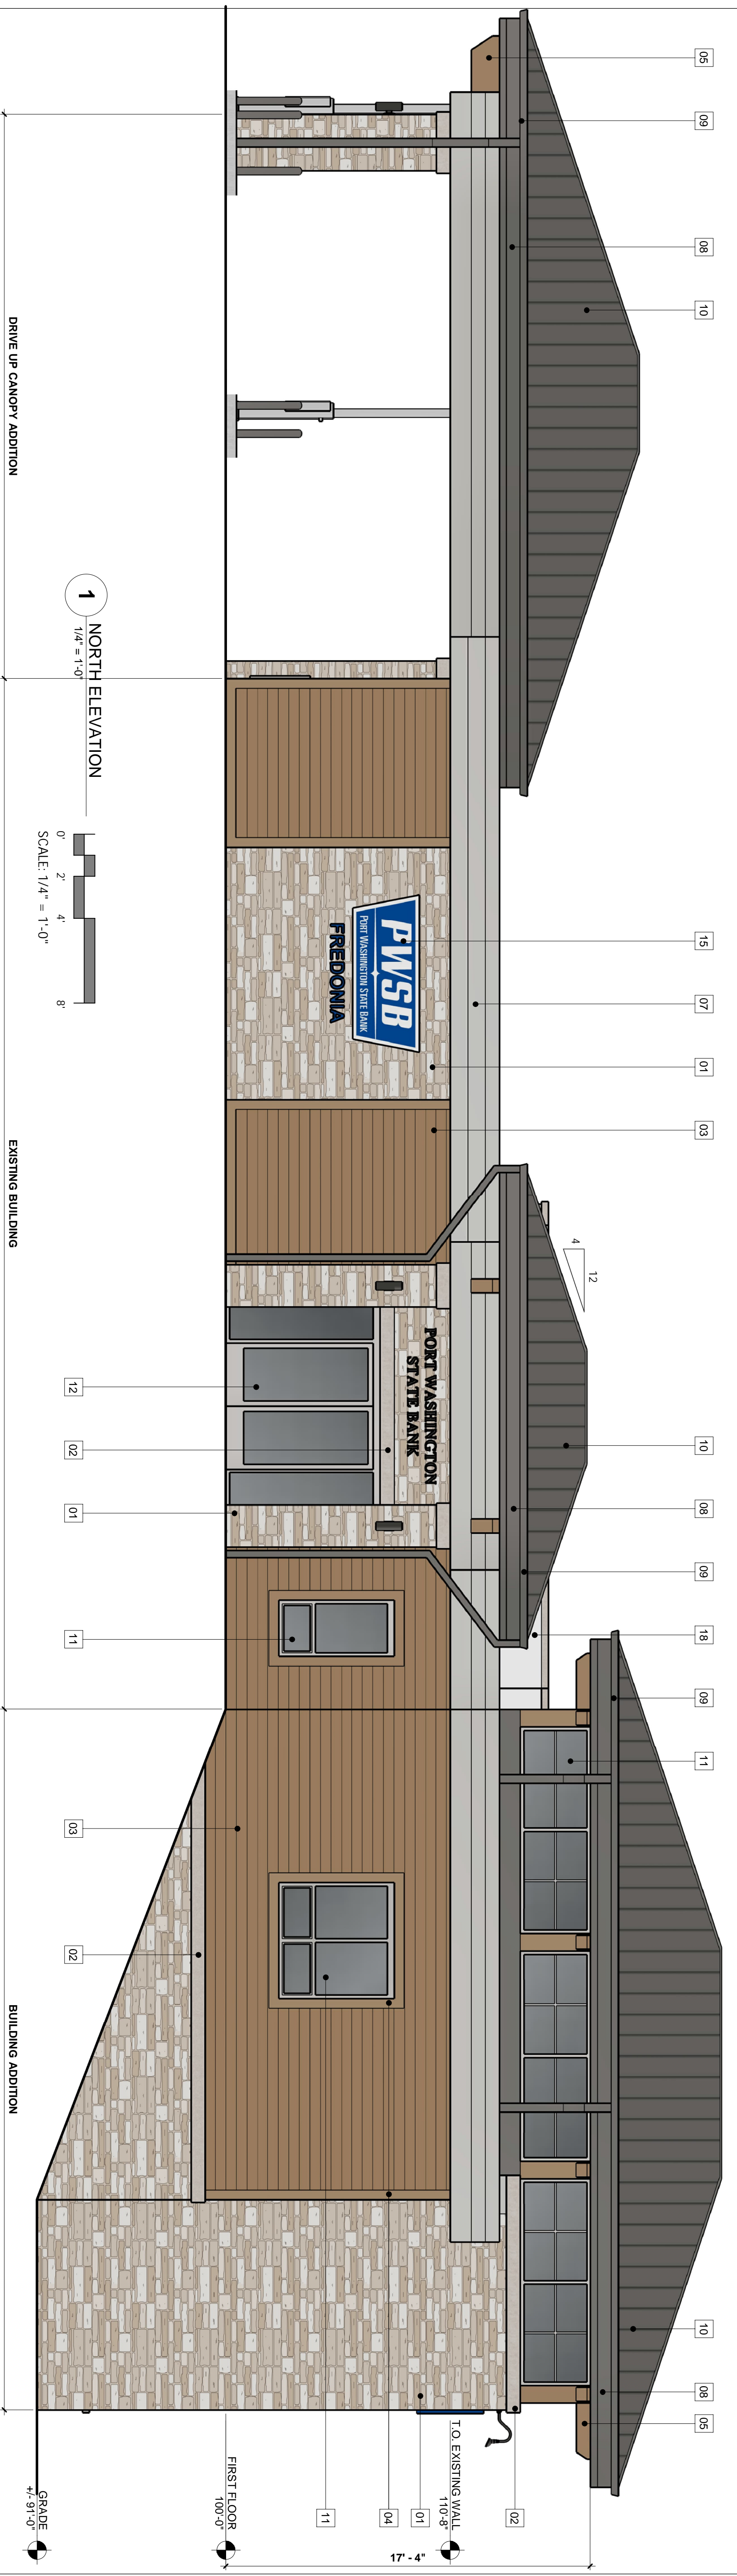 05
09
08
10
15
07
01
03
10
08
09
18
09
11
10
08
05
12
4
PWSB
PORT WASHINGTON STATE BANK
FREDONIA
PORT WASHINGTON
STATE BANK
12
02
01
11
03
02
11
04
01
02
T.O. EXISTING WALL
110'-8"
FIRST FLOOR
100'-0"
GRADE
+/- 91'-0"
17' - 4"
DRIVE UP CANOPY ADDITION
EXISTING BUILDING
BUILDING ADDITION
1
NORTH ELEVATION
1/4" = 1'-0"
0'
2'
4'
8'
SCALE: 1/4" = 1'-0"